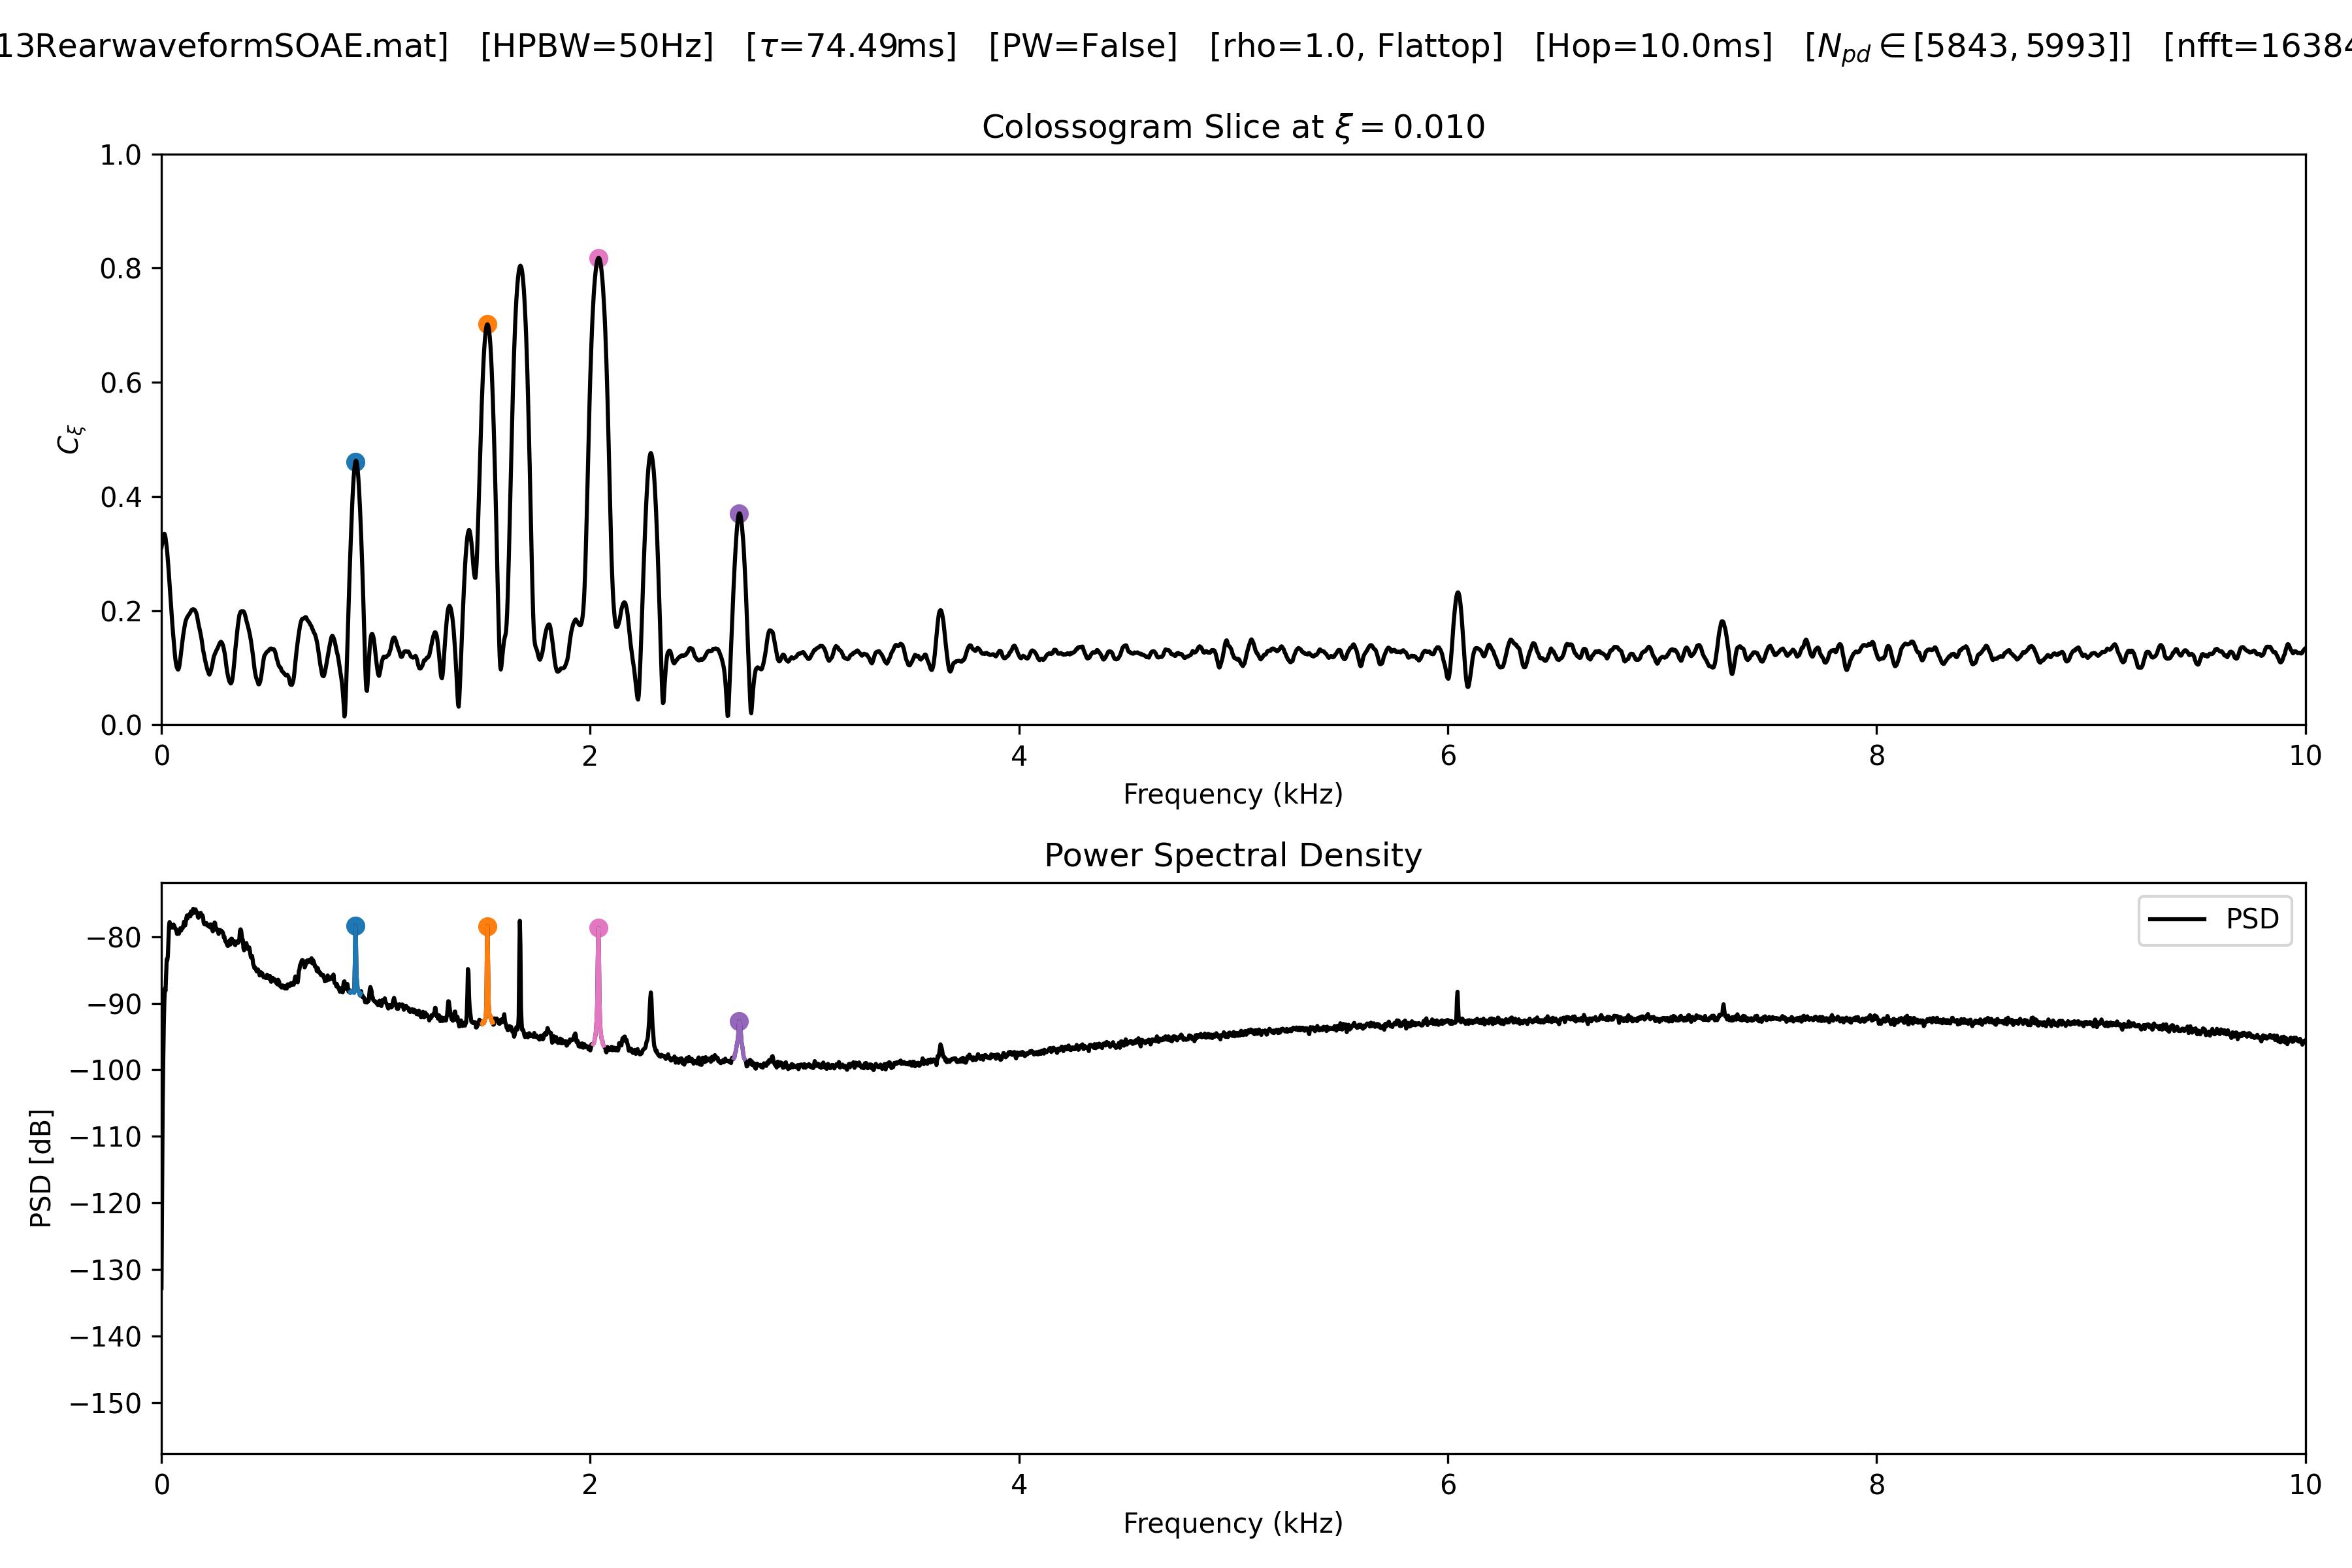 13RearwaveformSOAE.mat] [HPBW=50Hz] [τ=74.49ms] [PW=False] [rho=1.0, Flattop] [Hop=10.0ms] [N_pd ∈ [5843, 5993]] [nfft=16384
Colossogram Slice at ξ = 0.010
1.0
0.8
0.6
0.4
0.2
0.0
C_ξ
0 2 4 6 8 10
Frequency (kHz)
Power Spectral Density
PSD
−80
−90
−100
−110
−120
−130
−140
−150
PSD [dB]
0 2 4 6 8 10
Frequency (kHz)